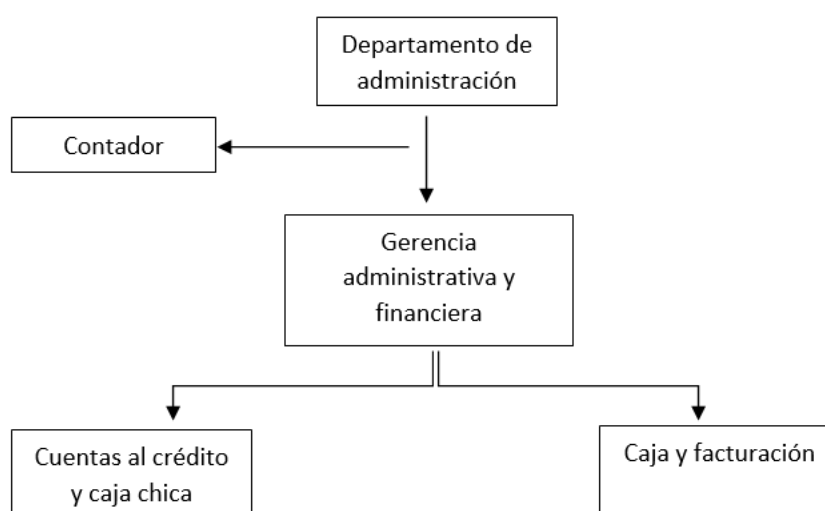 Departamento de
administración
Contador
Gerencia
administrativa y
financiera
Cuentas al crédito
y caja chica
Caja y facturación